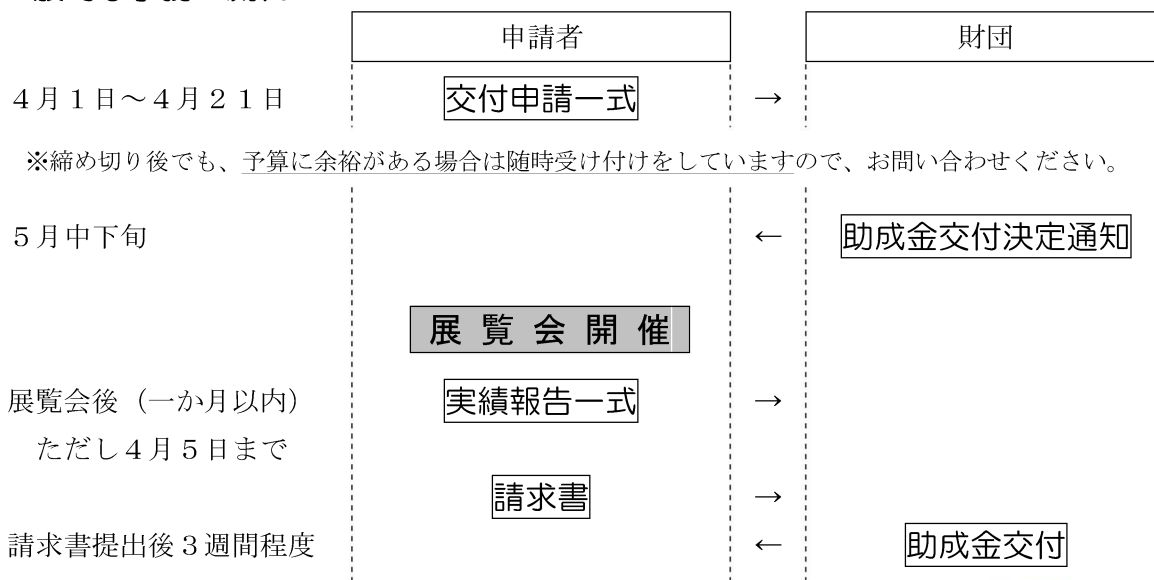 申請者 財団
４月１日～４月２１日 交付申請一式 →
※締め切り後でも、予算に余裕がある場合は随時受け付けをしていますので、お問い合わせください。
５月中下旬 ← 助成金交付決定通知
展覧会開催
展覧会後（一か月以内） 実績報告一式 →
ただし４月５日まで
請求書 →
請求書提出後３週間程度 ← 助成金交付